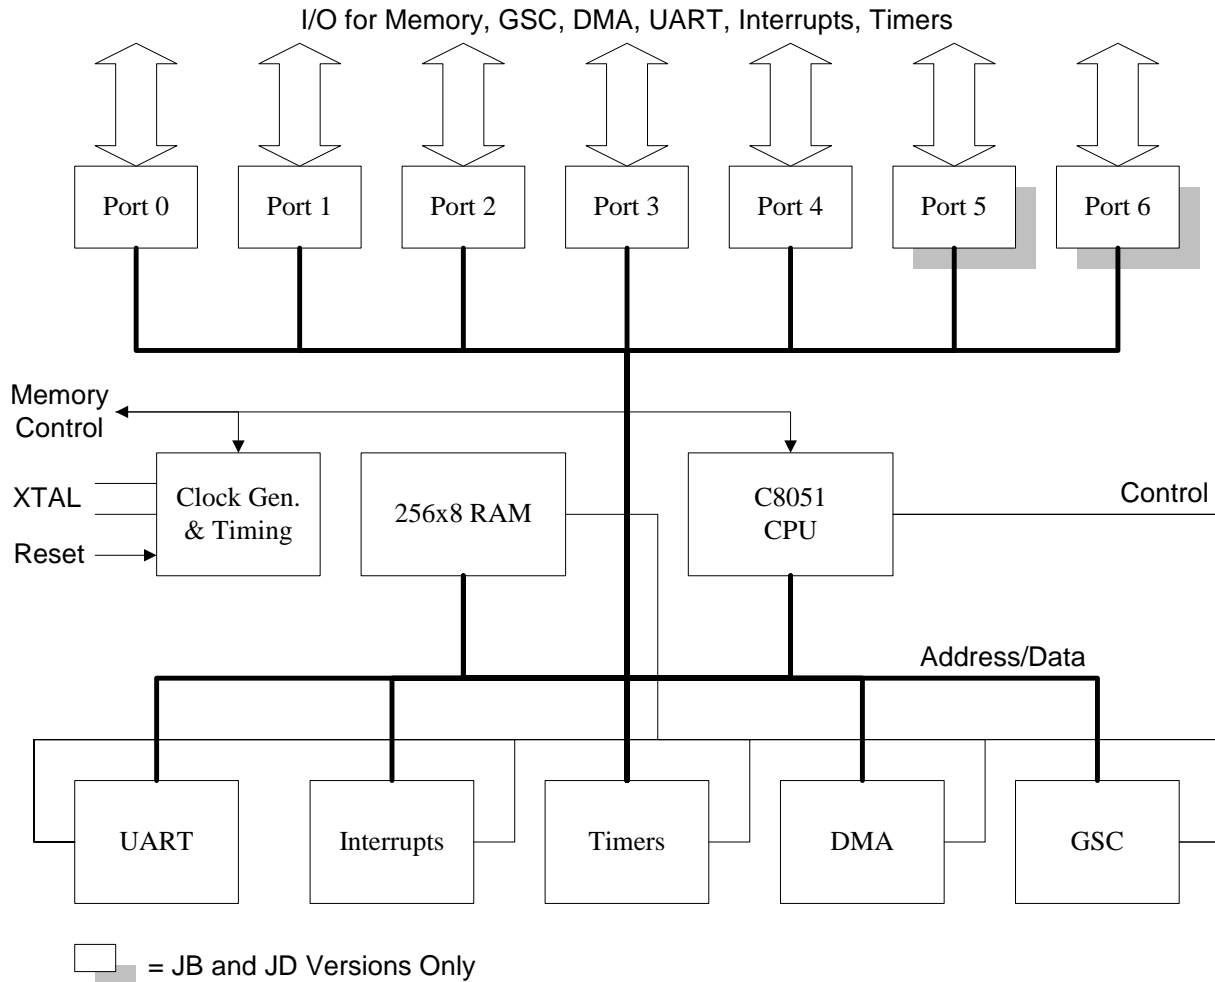 I/O for Memory, GSC, DMA, UART, Interrupts, Timers
Port 0
Port 1
Port 2
Port 3
Port 4
Port 5
Port 6
Memory
Control
XTAL
Reset
Clock Gen.
& Timing
256x8 RAM
C8051
CPU
Control
Address/Data
UART
Interrupts
Timers
DMA
GSC
= JB and JD Versions Only